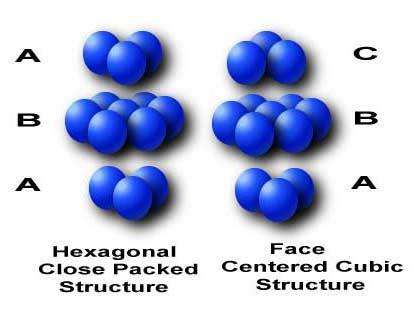 A
C
B
B
A
A
Hexagonal
Close Packed
Structure
Face
Centered Cubic
Structure